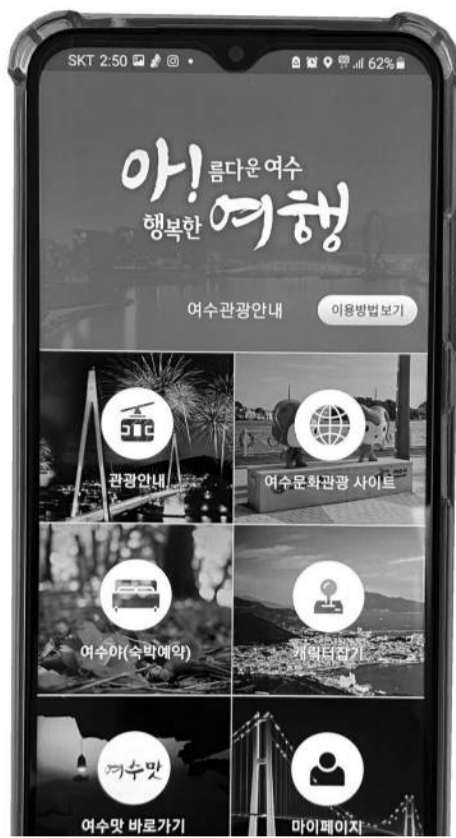 SKT 2:50
62%
아!름다운 여수
행복한 여행
여수관광안내
이용방법보기
관광안내
여수문화관광 사이트
여수야(숙박예약)
캐릭터잡기
여수맛
여수맛 바로가기
마이페이지